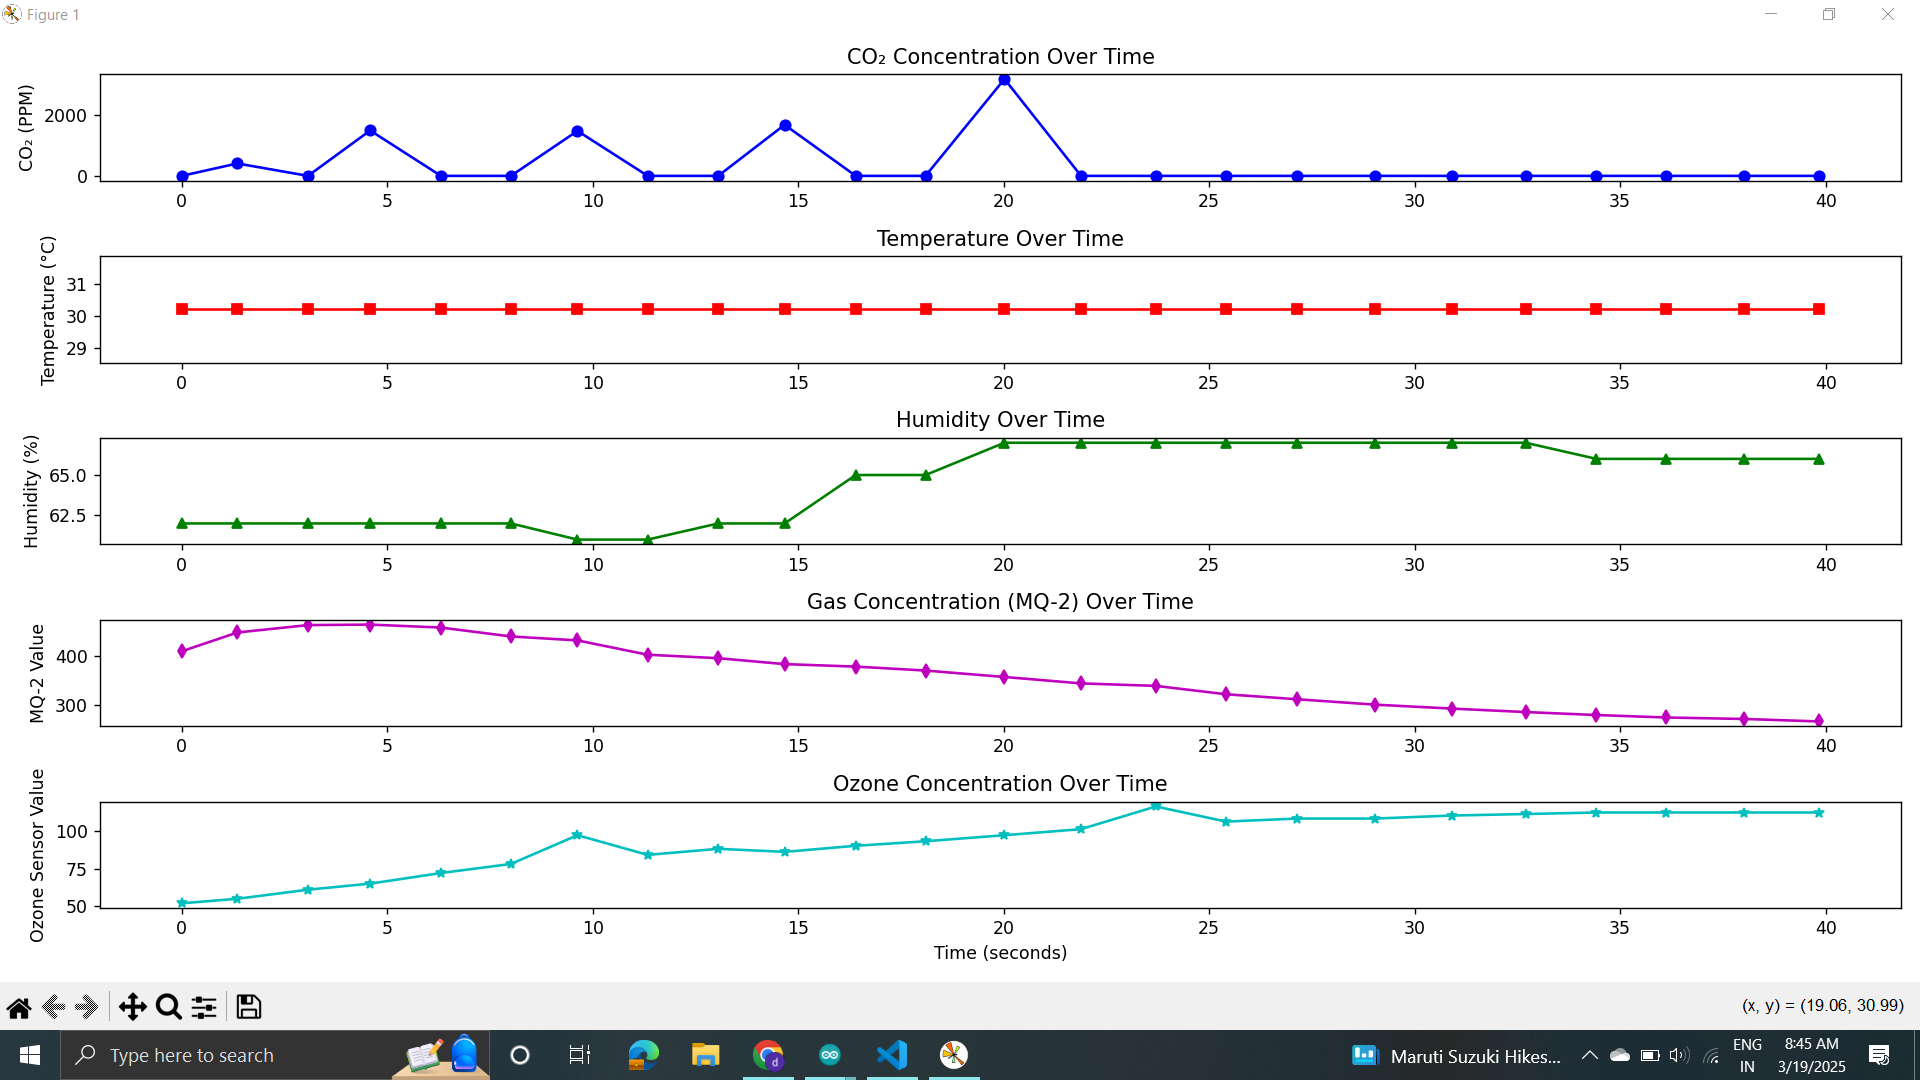 Figure 1
CO₂ Concentration Over Time
CO₂ (PPM)
2000
0
0 5 10 15 20 25 30 35 40
Temperature Over Time
Temperature (°C)
31
30
29
0 5 10 15 20 25 30 35 40
Humidity Over Time
Humidity (%)
65.0
62.5
0 5 10 15 20 25 30 35 40
Gas Concentration (MQ-2) Over Time
MQ-2 Value
400
300
0 5 10 15 20 25 30 35 40
Ozone Concentration Over Time
Ozone Sensor Value
100
75
50
0 5 10 15 20 25 30 35 40
Time (seconds)
(x, y) = (19.06, 30.99)
Type here to search
d
Maruti Suzuki Hikes...
ENG
IN
8:45 AM
3/19/2025